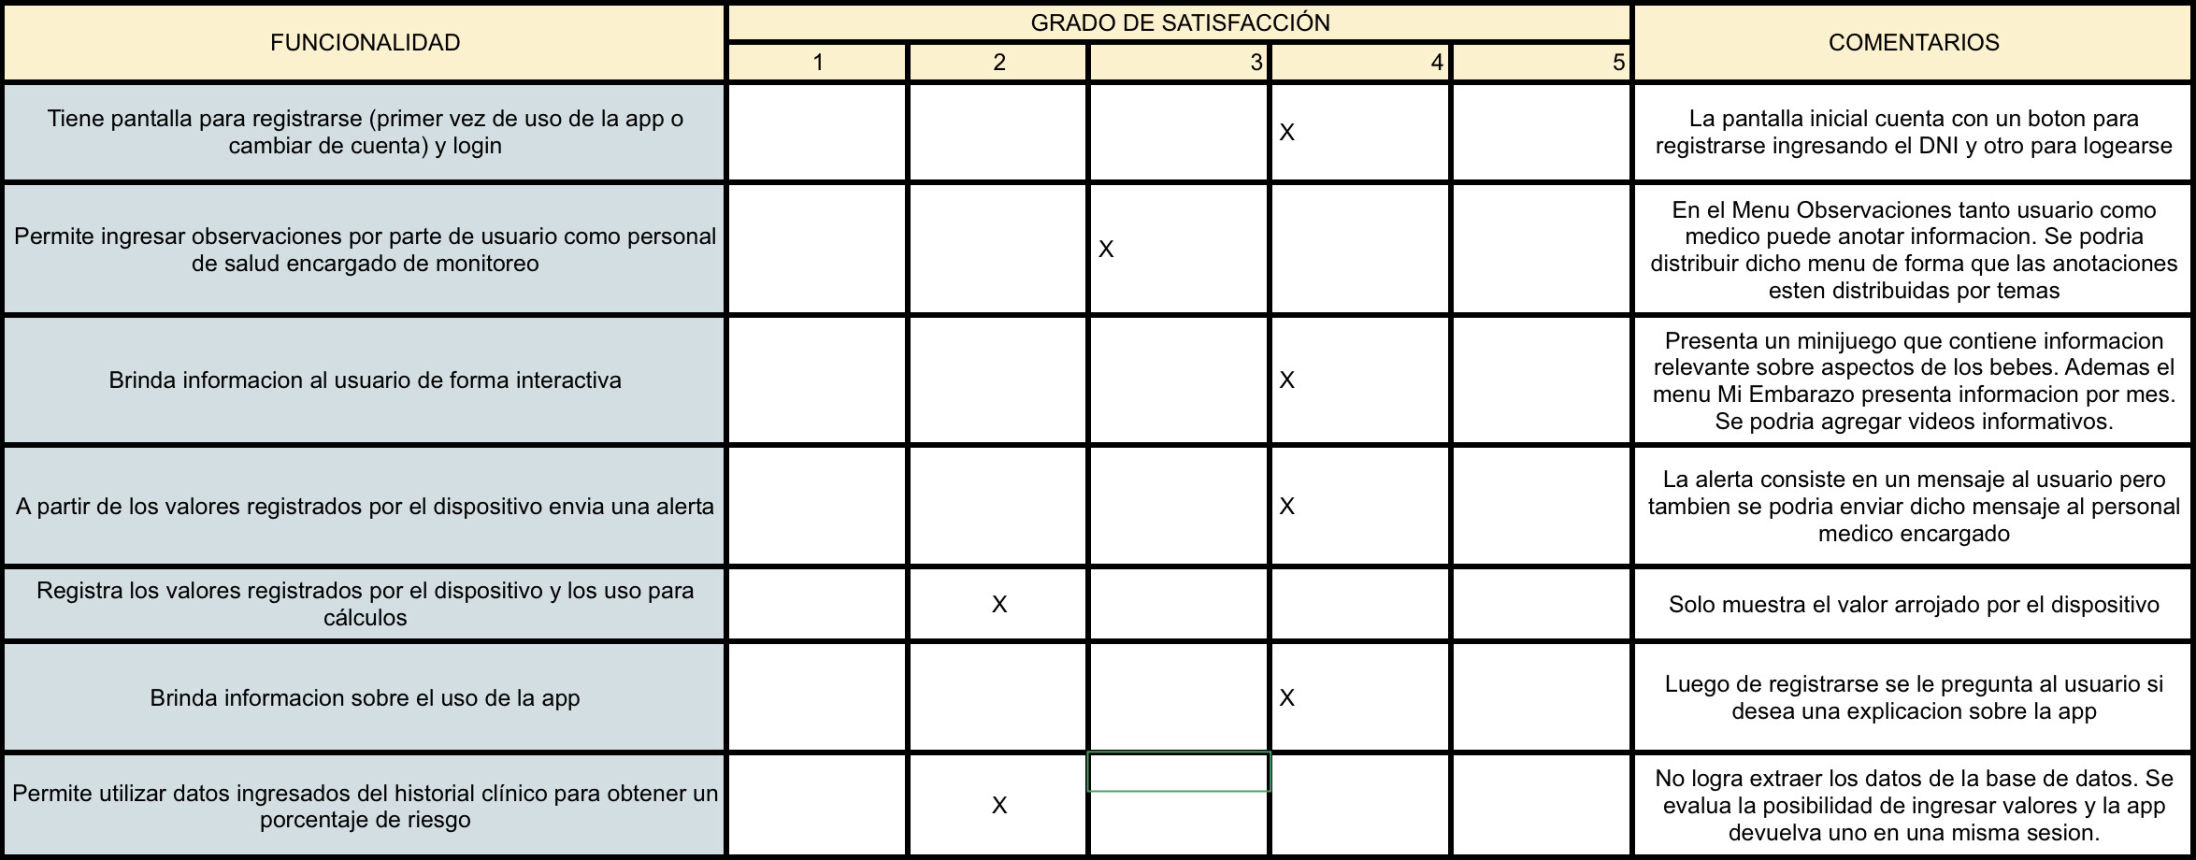 FUNCIONALIDAD
GRADO DE SATISFACCIÓN
COMENTARIOS
1
2
3
4
5
Tiene pantalla para registrarse (primer vez de uso de la app o
cambiar de cuenta) y login
X
La pantalla inicial cuenta con un boton para
registrarse ingresando el DNI y otro para logearse
Permite ingresar observaciones por parte de usuario como personal
de salud encargado de monitoreo
X
En el Menu Observaciones tanto usuario como
medico puede anotar informacion. Se podria
distribuir dicho menu de forma que las anotaciones
esten distribuidas por temas
Brinda informacion al usuario de forma interactiva
X
Presenta un minijuego que contiene informacion
relevante sobre aspectos de los bebes. Ademas el
menu Mi Embarazo presenta informacion por mes.
Se podria agregar videos informativos.
A partir de los valores registrados por el dispositivo envia una alerta
X
La alerta consiste en un mensaje al usuario pero
tambien se podria enviar dicho mensaje al personal
medico encargado
Registra los valores registrados por el dispositivo y los uso para
cálculos
X
Solo muestra el valor arrojado por el dispositivo
Brinda informacion sobre el uso de la app
X
Luego de registrarse se le pregunta al usuario si
desea una explicacion sobre la app
Permite utilizar datos ingresados del historial clínico para obtener un
porcentaje de riesgo
X
No logra extraer los datos de la base de datos. Se
evalua la posibilidad de ingresar valores y la app
devuelva uno en una misma sesion.